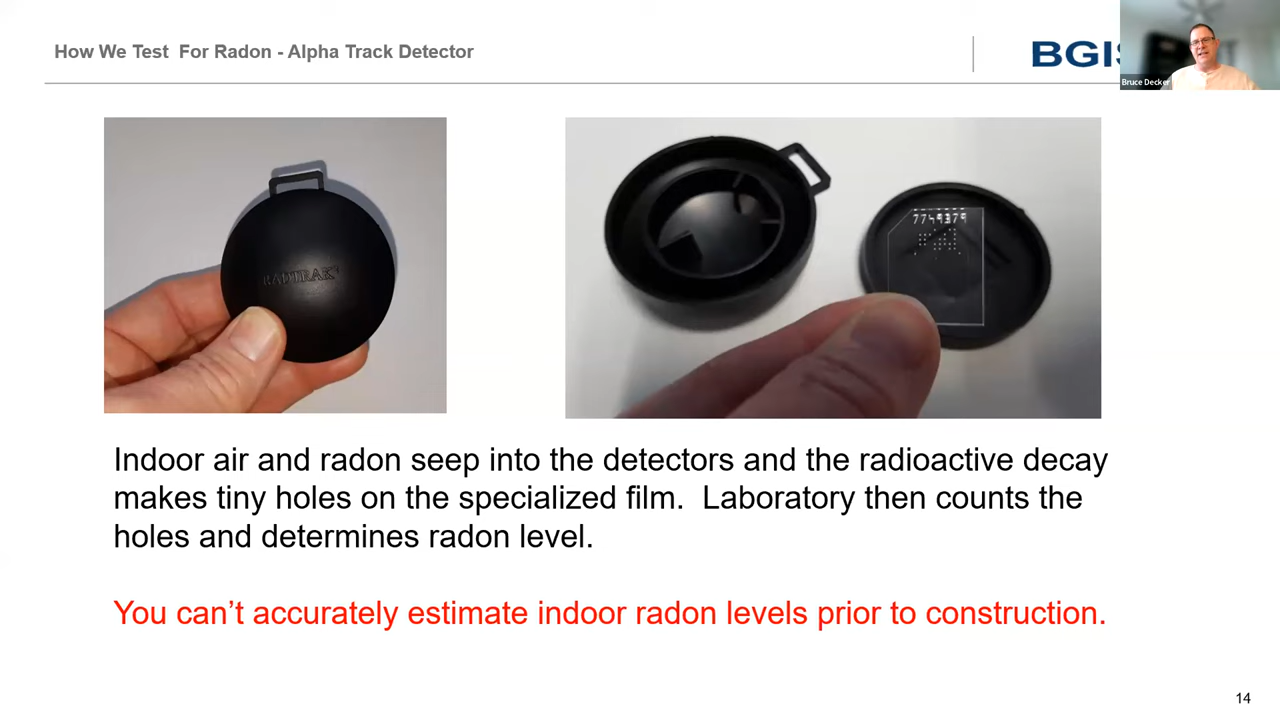 How We Test  For Radon - Alpha Track Detector
BGIS
Bruce Decker
RADTRAK
7749379
Indoor air and radon seep into the detectors and the radioactive decay
makes tiny holes on the specialized film.  Laboratory then counts the
holes and determines radon level.
You can’t accurately estimate indoor radon levels prior to construction.
14